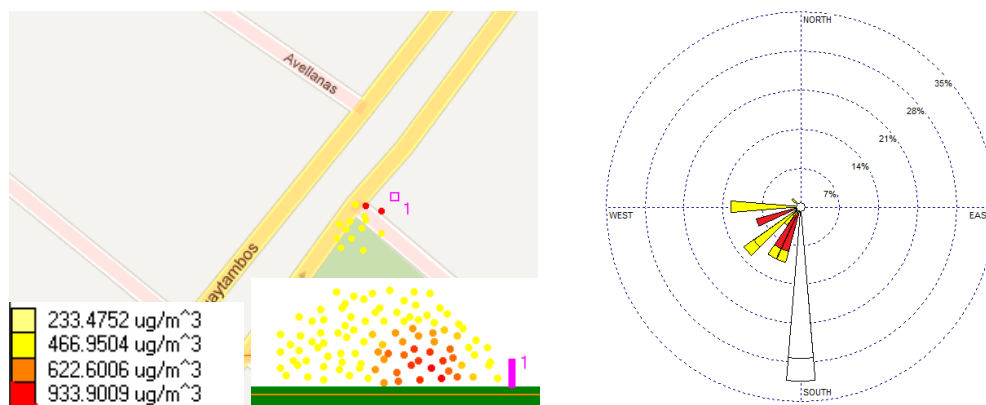 Avellanas
aytambos
1
1
233.4752 ug/m^3
466.9504 ug/m^3
622.6006 ug/m^3
933.9009 ug/m^3
NORTH
35%
28%
21%
14%
7%
WEST
EAS
SOUTH